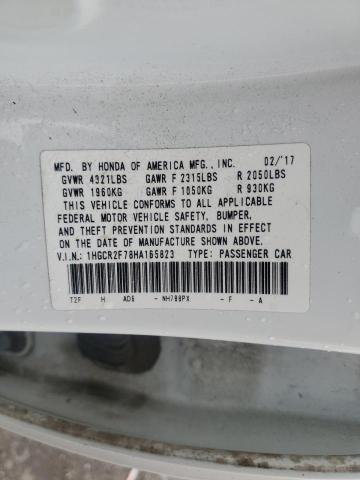 MFD. BY HONDA OF AMERICA MFG., INC. 02/'17
GVWR 4321LBS GAWR F 2315LBS R 2050LBS
GVWR 1960KG GAWR F 1050KG R 930KG
THIS VEHICLE CONFORMS TO ALL APPLICABLE
FEDERAL MOTOR VEHICLE SAFETY, BUMPER,
AND THEFT PREVENTION STANDARDS IN EFFECT
ON THE DATE OF MANUFACTURE SHOWN ABOVE.
V.I.N.: 1HGCR2F78HA165823 TYPE: PASSENGER CAR
T2F H AD6 - NH788PX - F - A